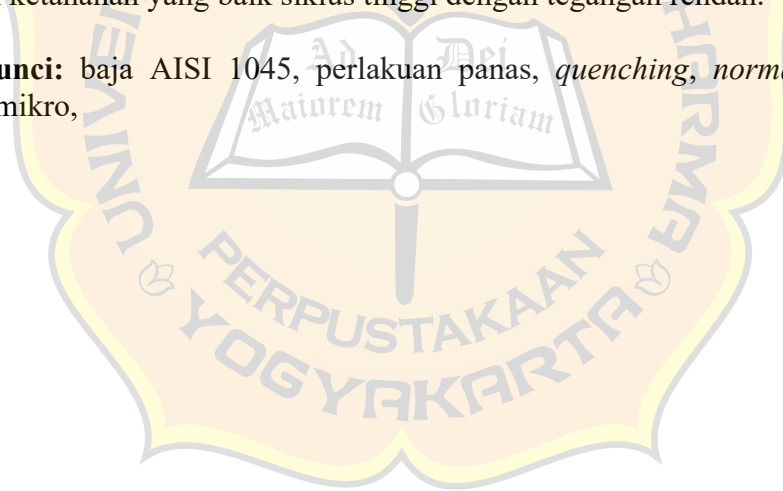 ketahanan yang baik siklus tinggi dengan tegangan rendah.
unci: baja AISI 1045, perlakuan panas, quenching, norma
mikro,
Ad Dei
Maiorem Gloriam
PERPUSTAKAAN
YOGYAKARTA